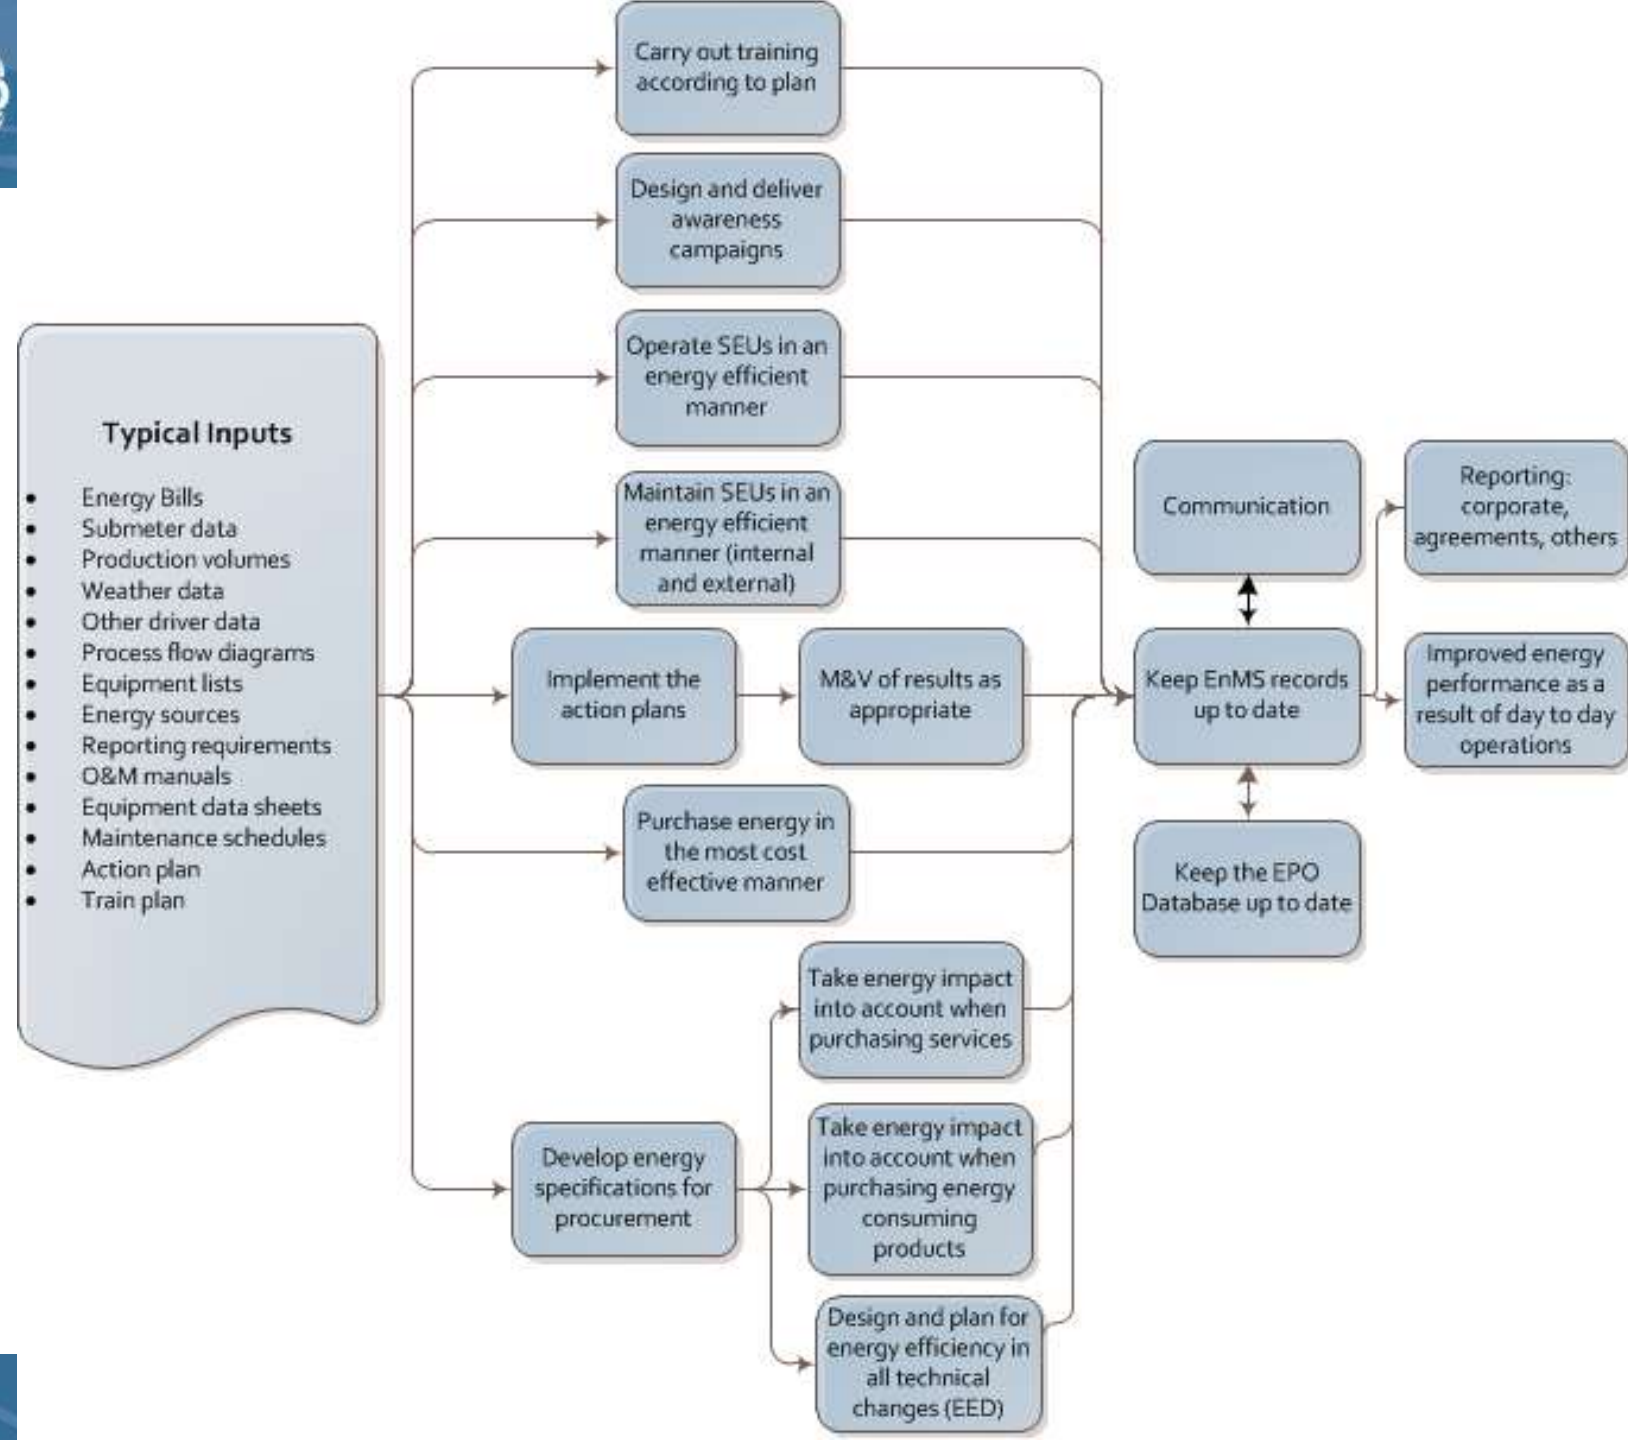 Carry out training
according to plan
Design and deliver
awareness
campaigns
Operate SEUs in an
energy efficient
manner
Maintain SEUs in an
energy efficient
manner (internal
and external)
Typical Inputs
• Energy Bills
• Submeter data
• Production volumes
• Weather data
• Other driver data
• Process flow diagrams
• Equipment lists
• Energy sources
• Reporting requirements
• O&M manuals
• Equipment data sheets
• Maintenance schedules
• Action plan
• Train plan
Implement the
action plans
M&V of results as
appropriate
Purchase energy in
the most cost
effective manner
Develop energy
specifications for
procurement
Take energy impact
into account when
purchasing services
Take energy impact
into account when
purchasing energy
consuming
products
Design and plan for
energy efficiency in
all technical
changes (EED)
Communication
Keep EnMS records
up to date
Keep the EPO
Database up to date
Reporting:
corporate,
agreements, others
Improved energy
performance as a
result of day to day
operations